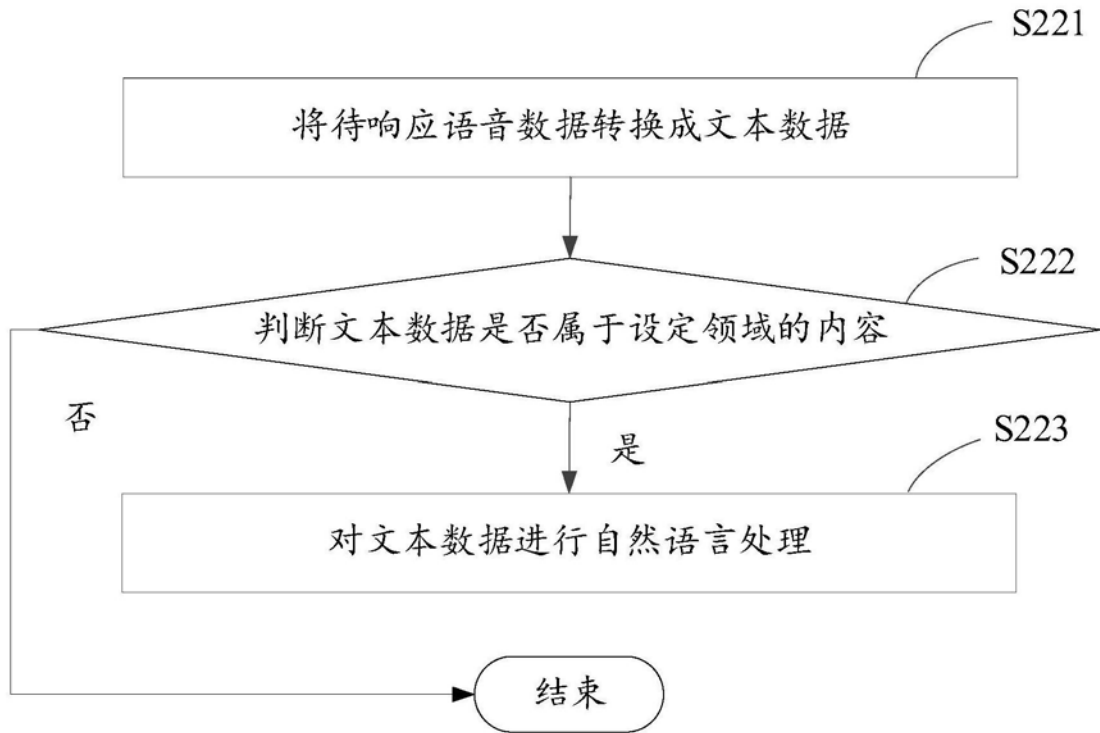 S221
将待响应语音数据转换成文本数据
S222
判断文本数据是否属于设定领域的内容
否
是
S223
对文本数据进行自然语言处理
结束